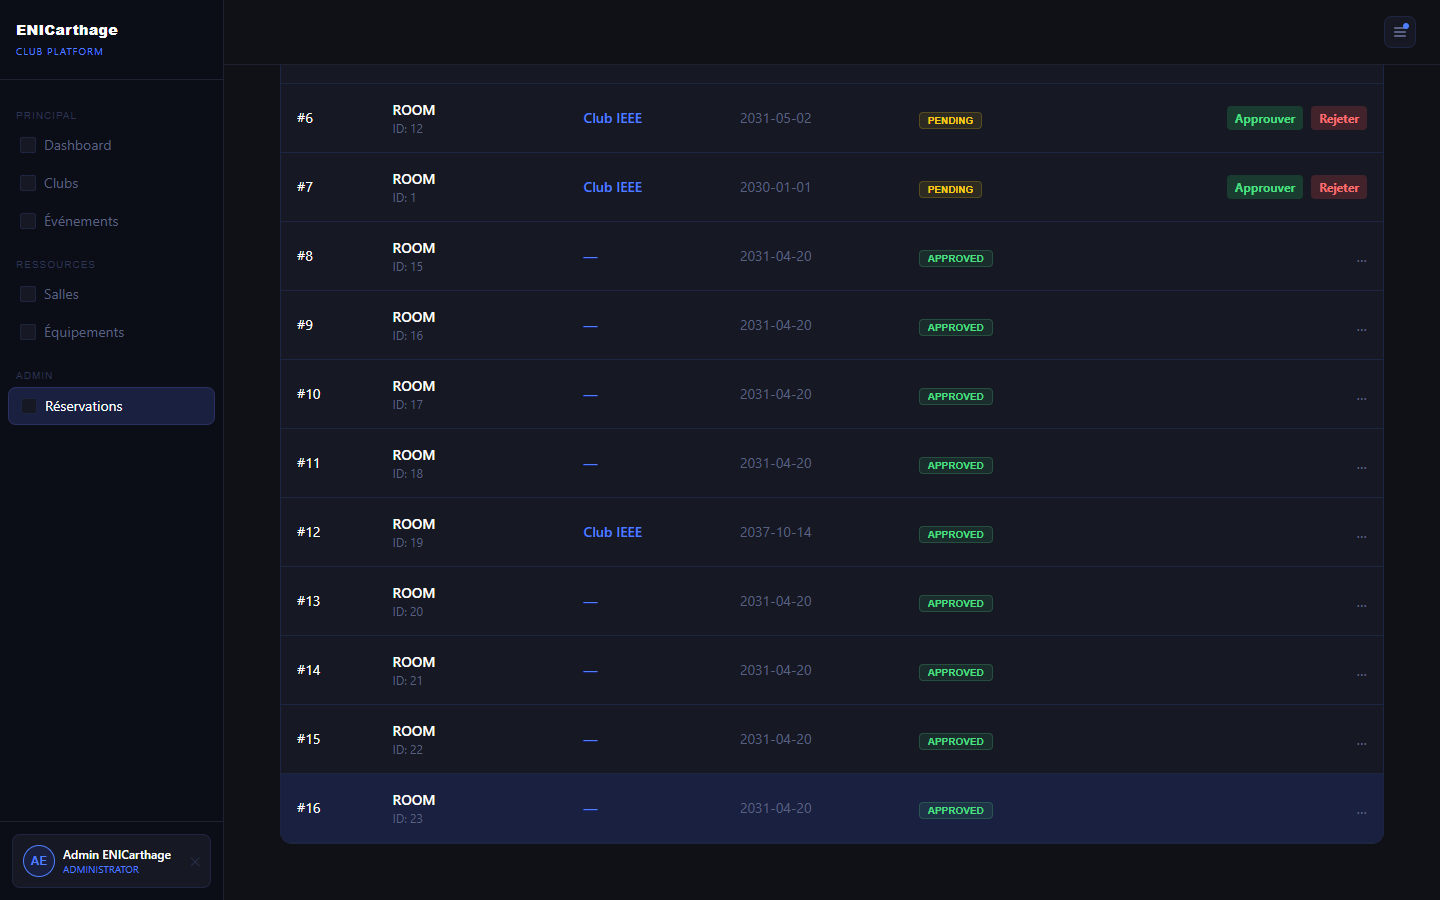 ENICarthage
CLUB PLATFORM
PRINCIPAL
Dashboard
Clubs
Événements
RESSOURCES
Salles
Équipements
ADMIN
Réservations
AE
Admin ENICarthage
ADMINISTRATOR
#6 ROOM Club IEEE 2031-05-02 PENDING Approuver Rejeter
ID: 12
#7 ROOM Club IEEE 2030-01-01 PENDING Approuver Rejeter
ID: 1
#8 ROOM — 2031-04-20 APPROVED ...
ID: 15
#9 ROOM — 2031-04-20 APPROVED ...
ID: 16
#10 ROOM — 2031-04-20 APPROVED ...
ID: 17
#11 ROOM — 2031-04-20 APPROVED ...
ID: 18
#12 ROOM Club IEEE 2037-10-14 APPROVED ...
ID: 19
#13 ROOM — 2031-04-20 APPROVED ...
ID: 20
#14 ROOM — 2031-04-20 APPROVED ...
ID: 21
#15 ROOM — 2031-04-20 APPROVED ...
ID: 22
#16 ROOM — 2031-04-20 APPROVED ...
ID: 23